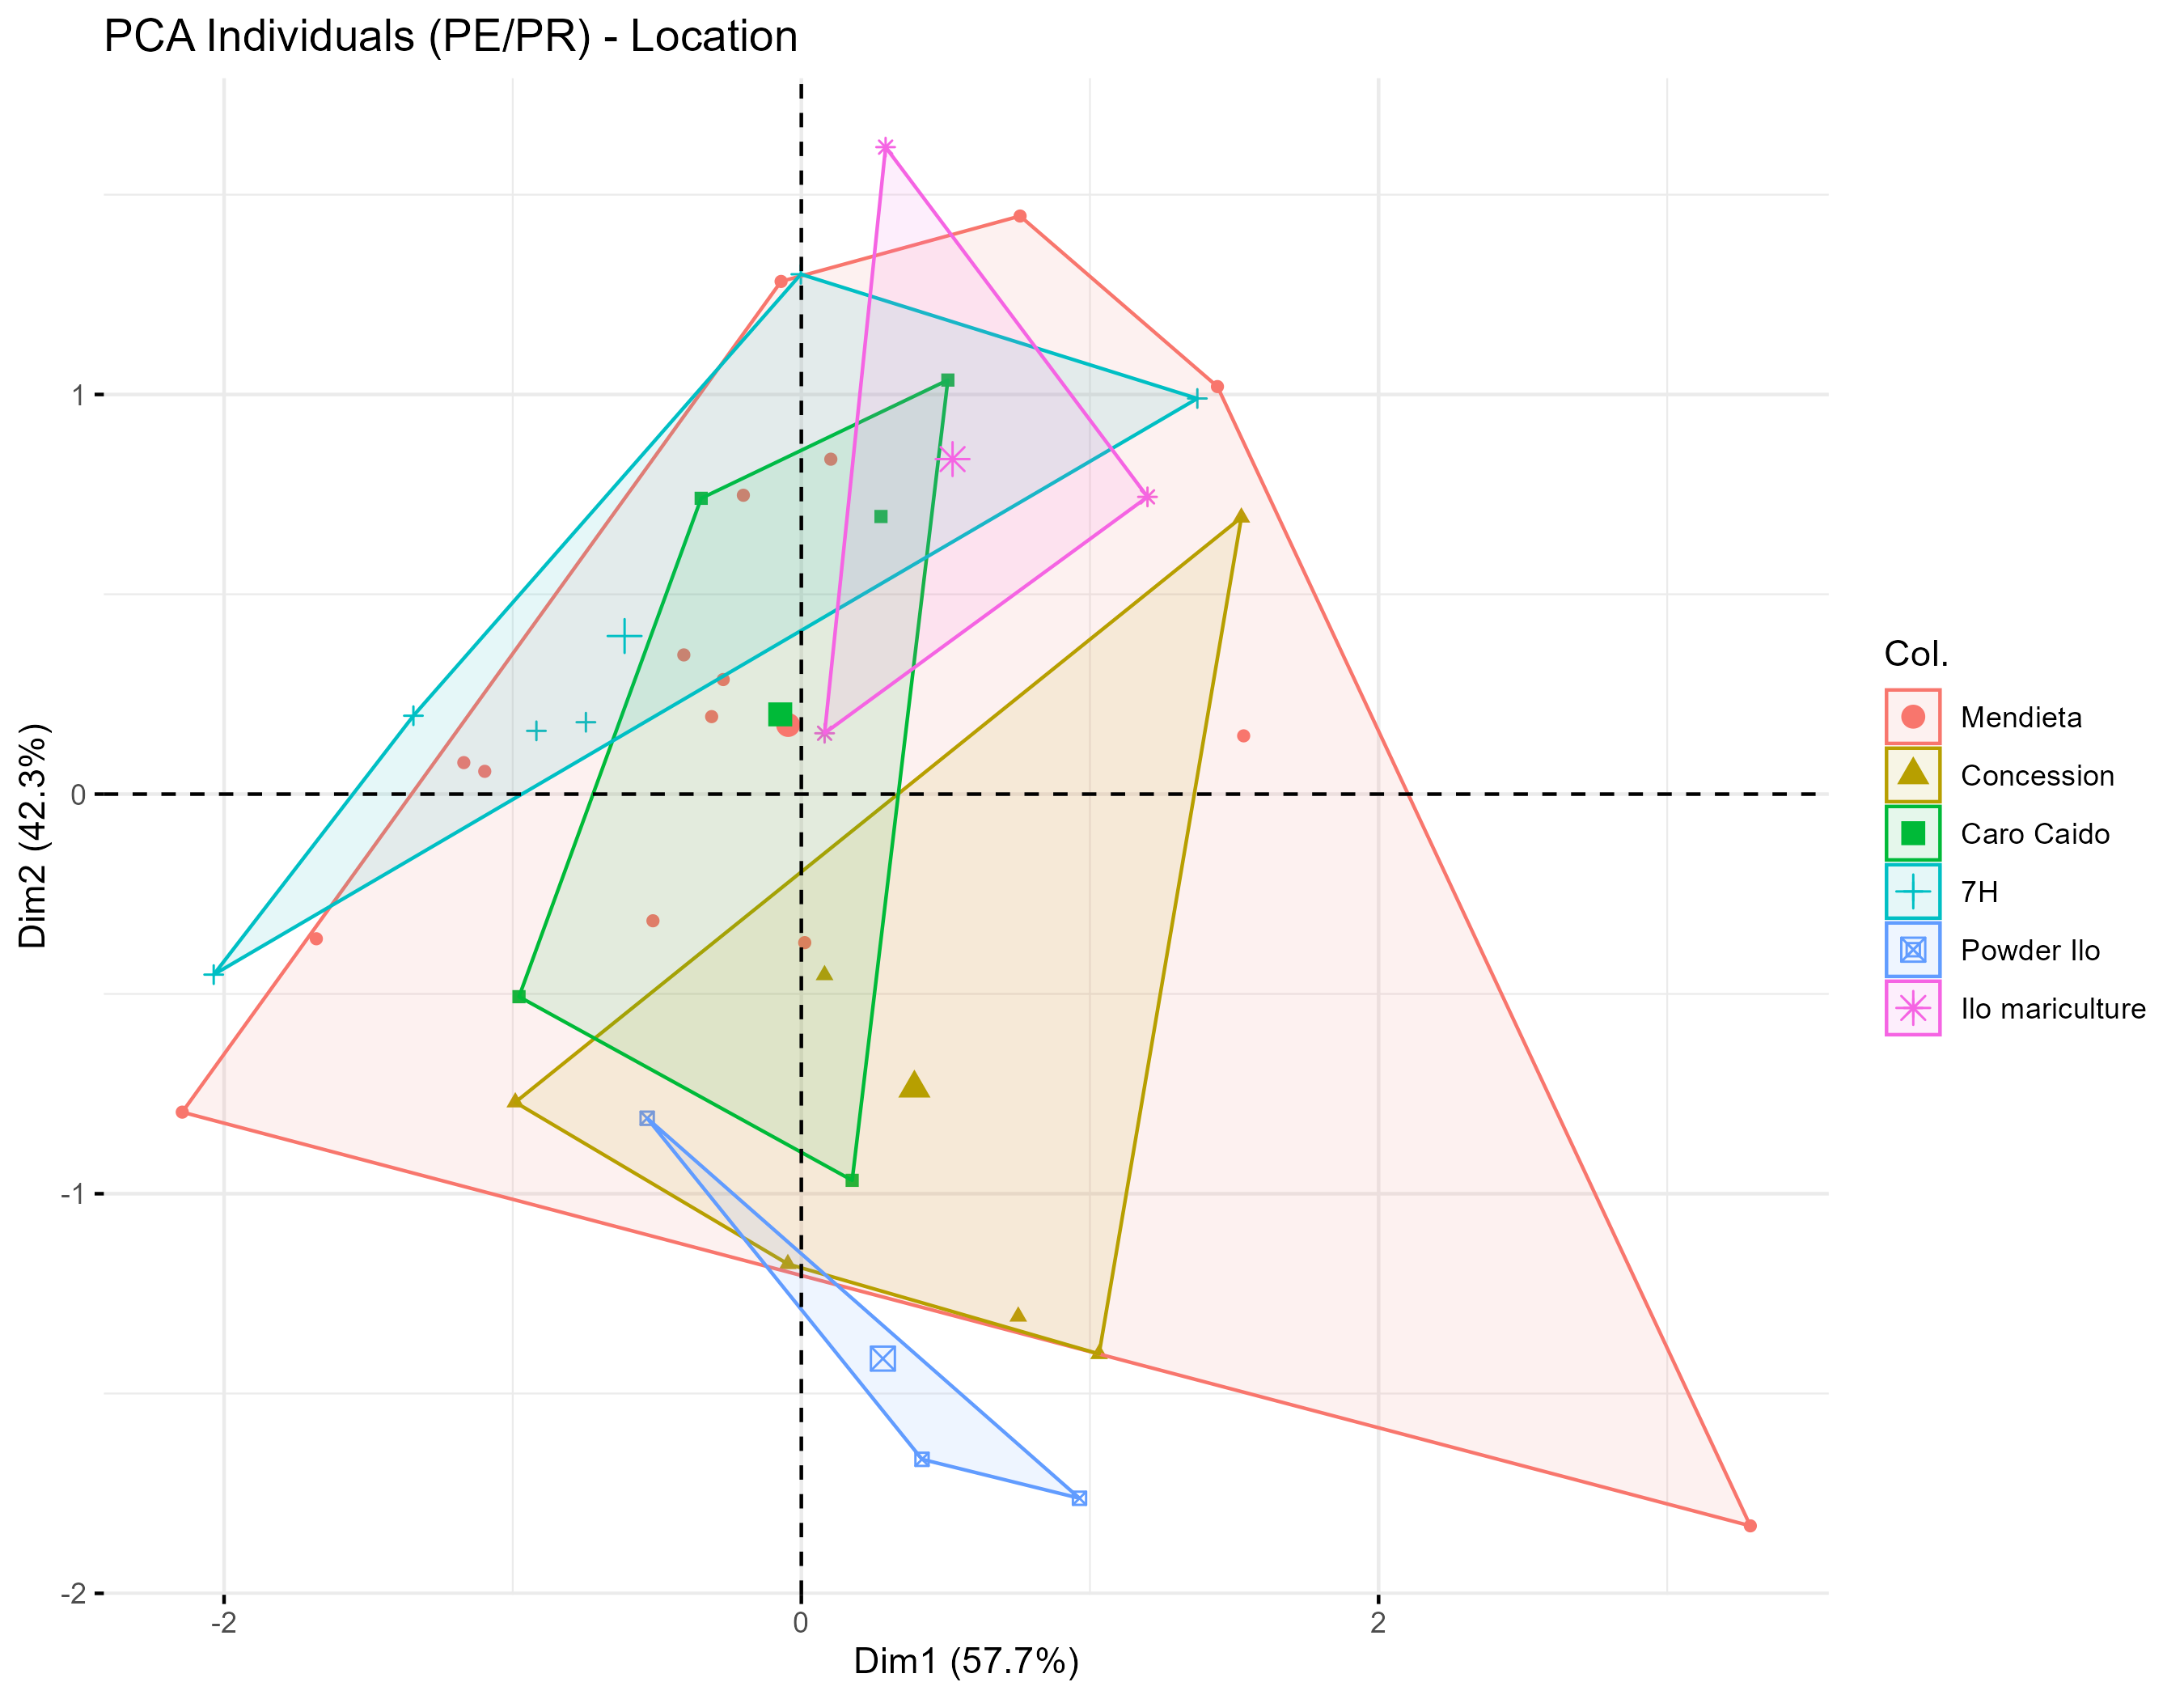 PCA Individuals (PE/PR) - Location
Dim2 (42.3%)
1
0
-1
-2
-2
0
2
Dim1 (57.7%)
Col.
Mendieta
Concession
Caro Caido
7H
Powder Ilo
Ilo mariculture